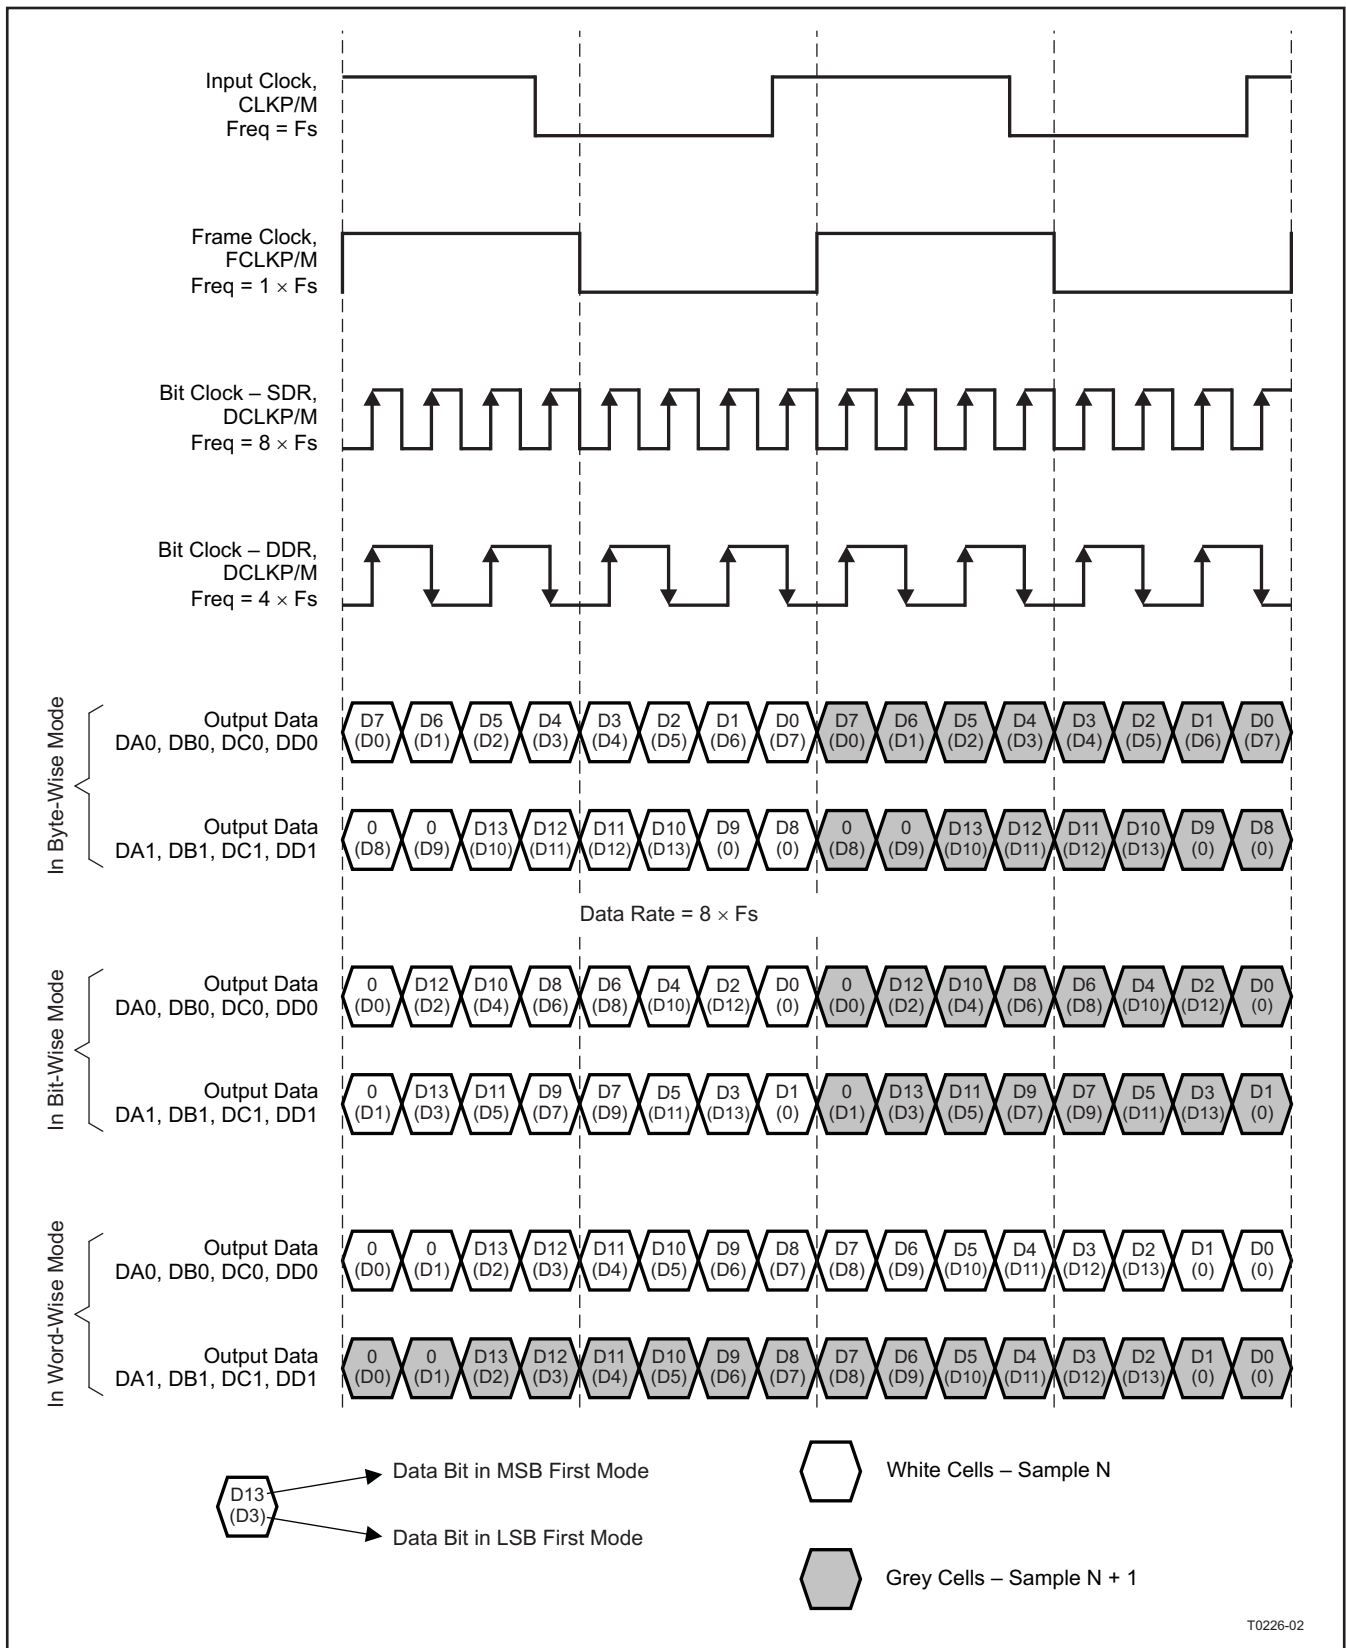 Input Clock,
CLKP/M
Freq = Fs
Frame Clock,
FCLKP/M
Freq = 1 × Fs
Bit Clock – SDR,
DCLKP/M
Freq = 8 × Fs
Bit Clock – DDR,
DCLKP/M
Freq = 4 × Fs
In Byte-Wise Mode
Output Data
DA0, DB0, DC0, DD0
D7 D6 D5 D4 D3 D2 D1 D0 D7 D6 D5 D4 D3 D2 D1 D0
(D0) (D1) (D2) (D3) (D4) (D5) (D6) (D7) (D0) (D1) (D2) (D3) (D4) (D5) (D6) (D7)
Output Data
DA1, DB1, DC1, DD1
0 0 D13 D12 D11 D10 D9 D8 0 0 D13 D12 D11 D10 D9 D8
(D8) (D9) (D10) (D11) (D12) (D13) (0) (0) (D8) (D9) (D10) (D11) (D12) (D13) (0) (0)
Data Rate = 8 × Fs
In Bit-Wise Mode
Output Data
DA0, DB0, DC0, DD0
0 D12 D10 D8 D6 D4 D2 D0 0 D12 D10 D8 D6 D4 D2 D0
(D0) (D2) (D4) (D6) (D8) (D10) (D12) (0) (D0) (D2) (D4) (D6) (D8) (D10) (D12) (0)
Output Data
DA1, DB1, DC1, DD1
0 D13 D11 D9 D7 D5 D3 D1 0 D13 D11 D9 D7 D5 D3 D1
(D1) (D3) (D5) (D7) (D9) (D11) (D13) (0) (D1) (D3) (D5) (D7) (D9) (D11) (D13) (0)
In Word-Wise Mode
Output Data
DA0, DB0, DC0, DD0
0 0 D13 D12 D11 D10 D9 D8 D7 D6 D5 D4 D3 D2 D1 D0
(D0) (D1) (D2) (D3) (D4) (D5) (D6) (D7) (D8) (D9) (D10) (D11) (D12) (D13) (0) (0)
Output Data
DA1, DB1, DC1, DD1
0 0 D13 D12 D11 D10 D9 D8 D7 D6 D5 D4 D3 D2 D1 D0
(D0) (D1) (D2) (D3) (D4) (D5) (D6) (D7) (D8) (D9) (D10) (D11) (D12) (D13) (0) (0)
D13
(D3)
Data Bit in MSB First Mode
Data Bit in LSB First Mode
White Cells – Sample N
Grey Cells – Sample N + 1
T0226-02